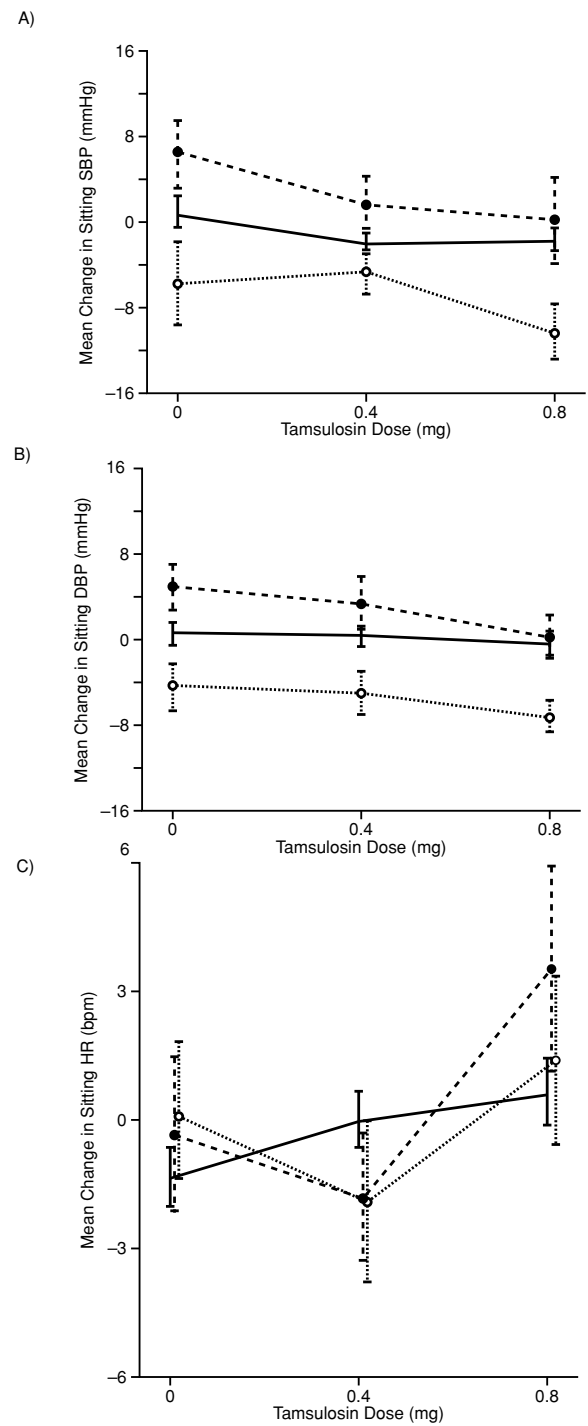 A)
Mean Change in Sitting SBP (mmHg)
16
8
0
–8
–16
0
0.4
0.8
Tamsulosin Dose (mg)
B)
Mean Change in Sitting DBP (mmHg)
16
8
0
–8
–16
0
0.4
0.8
Tamsulosin Dose (mg)
C)
Mean Change in Sitting HR (bpm)
6
3
0
–3
–6
0
0.4
0.8
Tamsulosin Dose (mg)